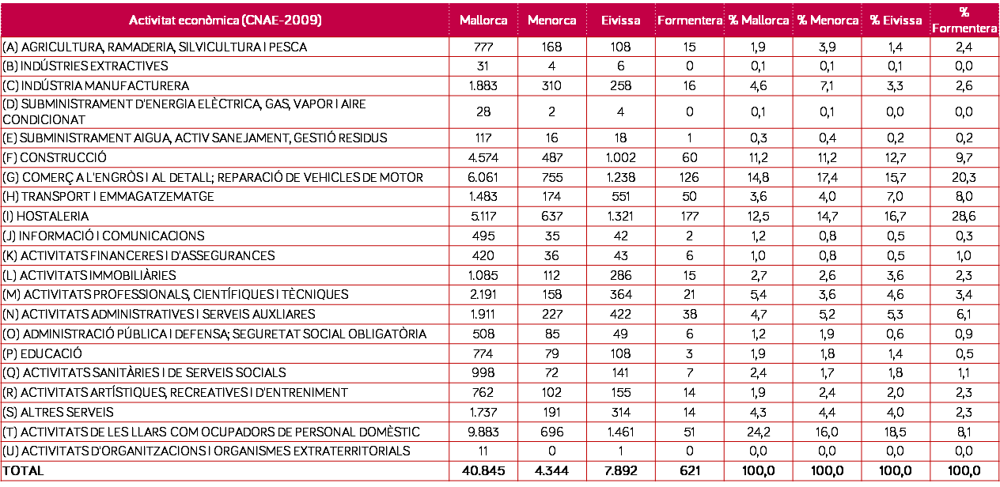 Activitat econòmica (CNAE-2009) Mallorca Menorca Eivissa Formentera % Mallorca % Menorca % Eivissa % Formentera
(A) AGRICULTURA, RAMADERIA, SILVICULTURA I PESCA 777 168 108 15 1,9 3,9 1,4 2,4
(B) INDÚSTRIES EXTRACTIVES 31 4 6 0 0,1 0,1 0,1 0,0
(C) INDÚSTRIA MANUFACTURERA 1.883 310 258 16 4,6 7,1 3,3 2,6
(D) SUBMINISTRAMENT D'ENERGIA ELÈCTRICA, GAS, VAPOR I AIRE
CONDICIONAT 28 2 4 0 0,1 0,1 0,0 0,0
(E) SUBMINISTRAMENT AIGUA, ACTIV SANEJAMENT, GESTIÓ RESIDUS 117 16 18 1 0,3 0,4 0,2 0,2
(F) CONSTRUCCIÓ 4.574 487 1.002 60 11,2 11,2 12,7 9,7
(G) COMERÇ A L'ENGRÒS I AL DETALL; REPARACIÓ DE VEHICLES DE MOTOR 6.061 755 1.238 126 14,8 17,4 15,7 20,3
(H) TRANSPORT I EMMAGATZEMATGE 1.483 174 551 50 3,6 4,0 7,0 8,0
(I) HOSTALERIA 5.117 637 1.321 177 12,5 14,7 16,7 28,6
(J) INFORMACIÓ I COMUNICACIONS 495 35 42 2 1,2 0,8 0,5 0,3
(K) ACTIVITATS FINANCERES I D'ASSEGURANCES 420 36 43 6 1,0 0,8 0,5 1,0
(L) ACTIVITATS IMMOBILIÀRIES 1.085 112 286 15 2,7 2,6 3,6 2,3
(M) ACTIVITATS PROFESSIONALS, CIENTÍFIQUES I TÈCNIQUES 2.191 158 364 21 5,4 3,6 4,6 3,4
(N) ACTIVITATS ADMINISTRATIVES I SERVEIS AUXLIARES 1.911 227 422 38 4,7 5,2 5,3 6,1
(O) ADMINISTRACIÓ PÚBLICA I DEFENSA; SEGURETAT SOCIAL OBLIGATÒRIA 508 85 49 6 1,2 1,9 0,6 0,9
(P) EDUCACIÓ 774 79 108 3 1,9 1,8 1,4 0,5
(Q) ACTIVITATS SANITÀRIES I DE SERVEIS SOCIALS 998 72 141 7 2,4 1,7 1,8 1,1
(R) ACTIVITATS ARTÍSTIQUES, RECREATIVES I D'ENTRENIMENT 762 102 155 14 1,9 2,4 2,0 2,3
(S) ALTRES SERVEIS 1.737 191 314 14 4,3 4,4 4,0 2,3
(T) ACTIVITATS DE LES LLARS COM OCUPADORS DE PERSONAL DOMÈSTIC 9.883 696 1.461 51 24,2 16,0 18,5 8,1
(U) ACTIVITATS D'ORGANITZACIONS I ORGANISMES EXTRATERRITORIALS 11 0 1 0 0,0 0,0 0,0 0,0
TOTAL 40.845 4.344 7.892 621 100,0 100,0 100,0 100,0